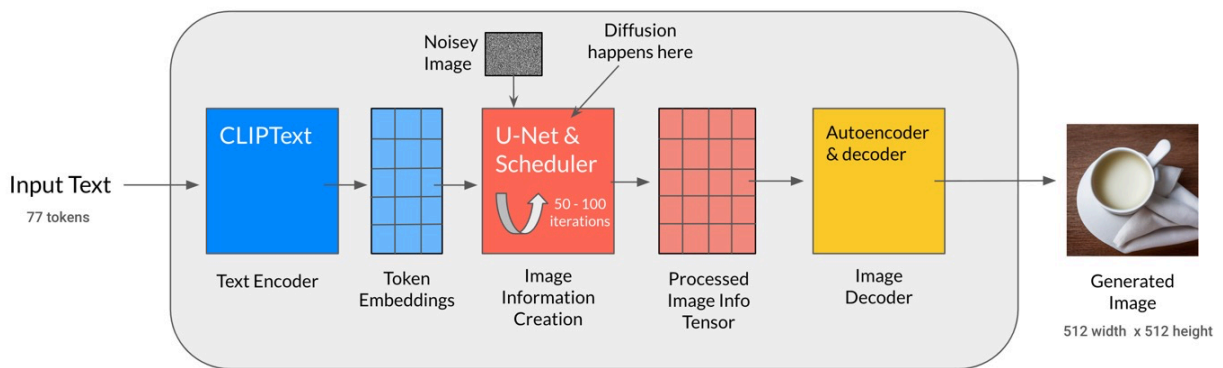 Noisey
Image
Diffusion
happens here
Input Text
77 tokens
CLIPText
U-Net &
Scheduler
50 - 100
iterations
Autoencoder
& decoder
Text Encoder
Token
Embeddings
Image
Information
Creation
Processed
Image Info
Tensor
Image
Decoder
Generated
Image
512 width x 512 height